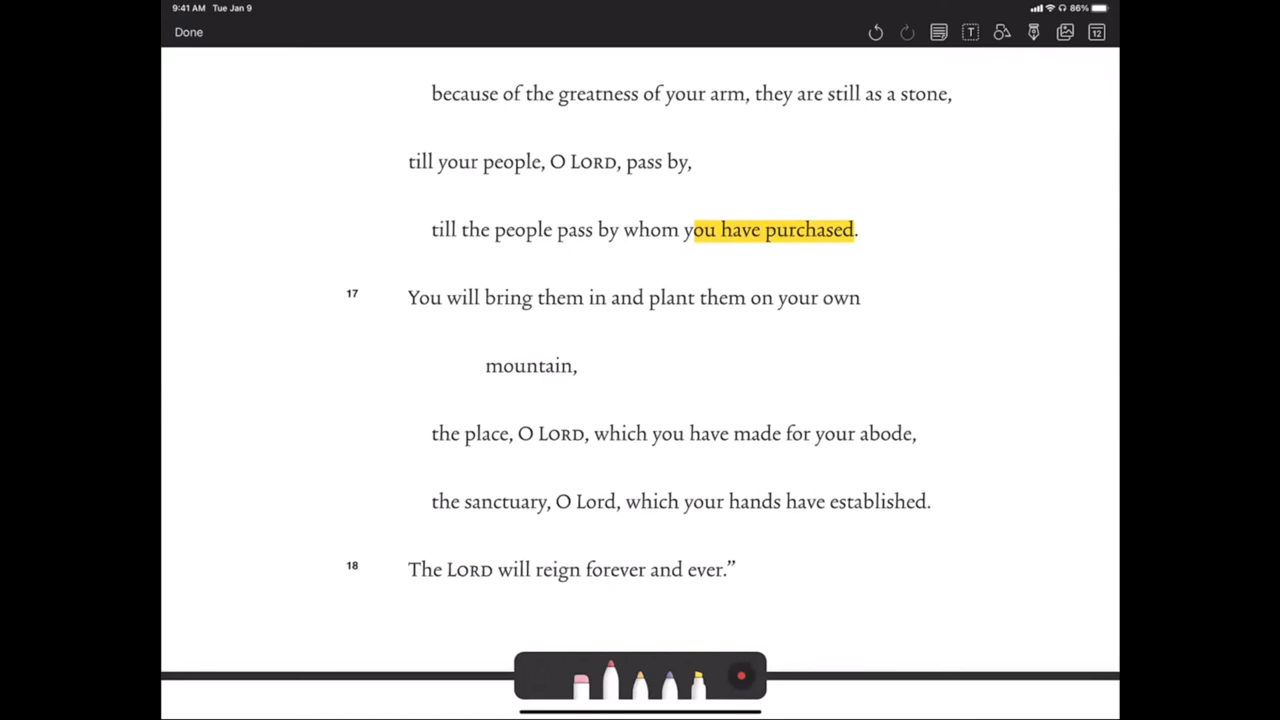 9:41 AM Tue Jan 9 86%
Done T 12
because of the greatness of your arm, they are still as a stone,
till your people, O LORD, pass by,
till the people pass by whom you have purchased.
17 You will bring them in and plant them on your own
mountain,
the place, O LORD, which you have made for your abode,
the sanctuary, O Lord, which your hands have established.
18 The LORD will reign forever and ever.”